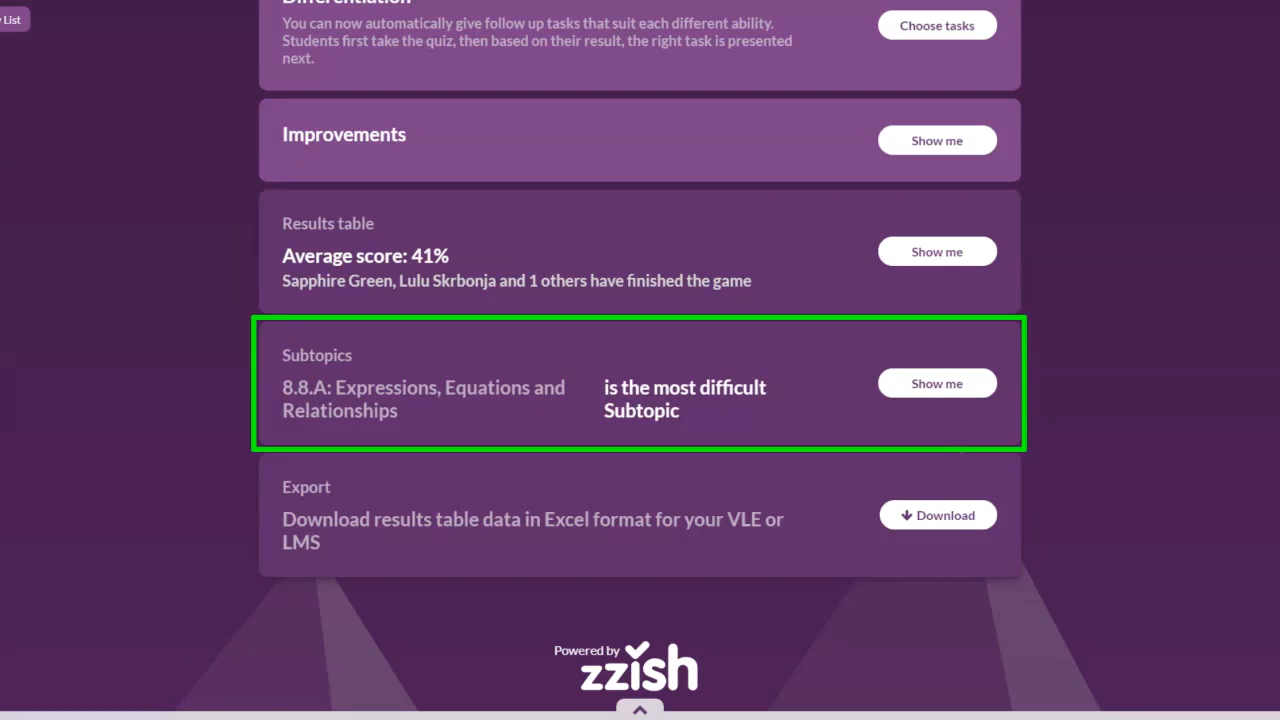 List
Differentiation
You can now automatically give follow up tasks that suit each different ability.
Students first take the quiz, then based on their result, the right task is presented
next.
Choose tasks
Improvements
Show me
Results table
Average score: 41%
Sapphire Green, Lulu Skrbonja and 1 others have finished the game
Show me
Subtopics
8.8.A: Expressions, Equations and
Relationships
is the most difficult
Subtopic
Show me
Export
Download results table data in Excel format for your VLE or
LMS
Download
Powered by
zzish